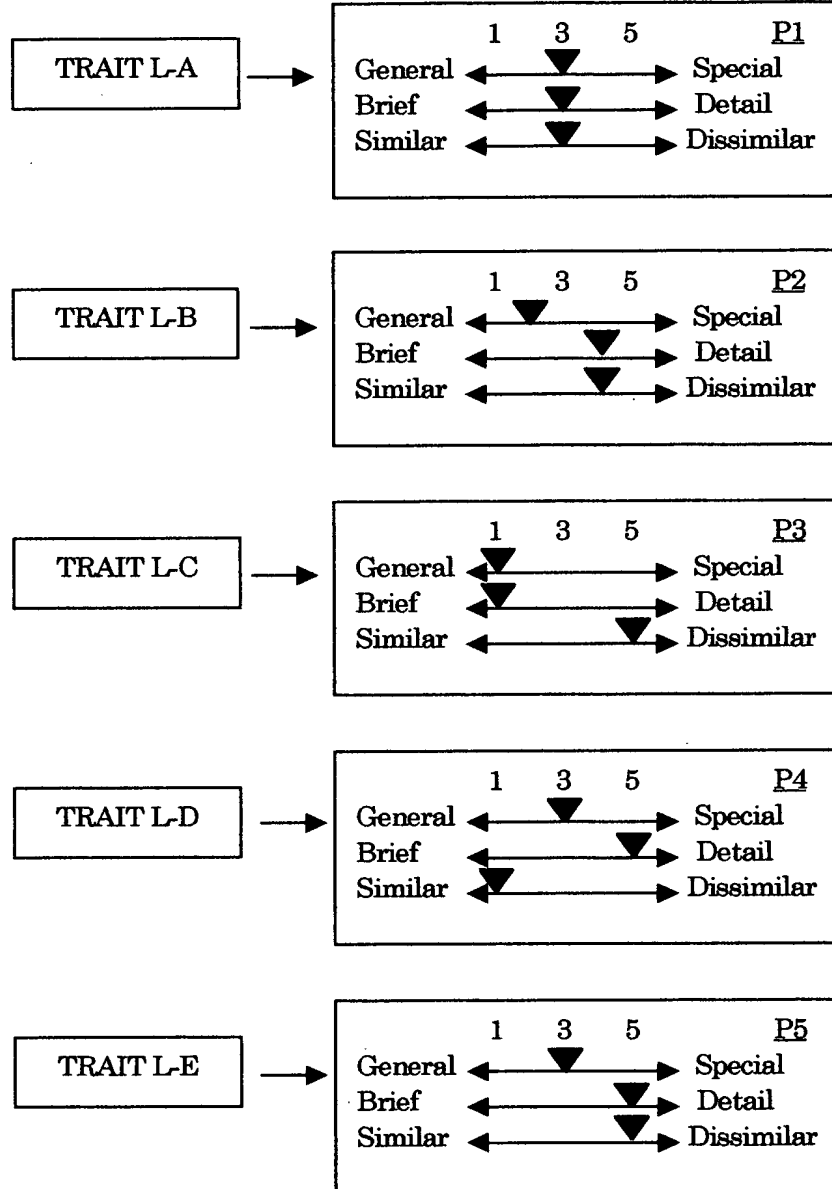 1 3 5 P1
TRAIT L-A
General Special
Brief Detail
Similar Dissimilar
1 3 5 P2
TRAIT L-B
General Special
Brief Detail
Similar Dissimilar
1 3 5 P3
TRAIT L-C
General Special
Brief Detail
Similar Dissimilar
1 3 5 P4
TRAIT L-D
General Special
Brief Detail
Similar Dissimilar
1 3 5 P5
TRAIT L-E
General Special
Brief Detail
Similar Dissimilar